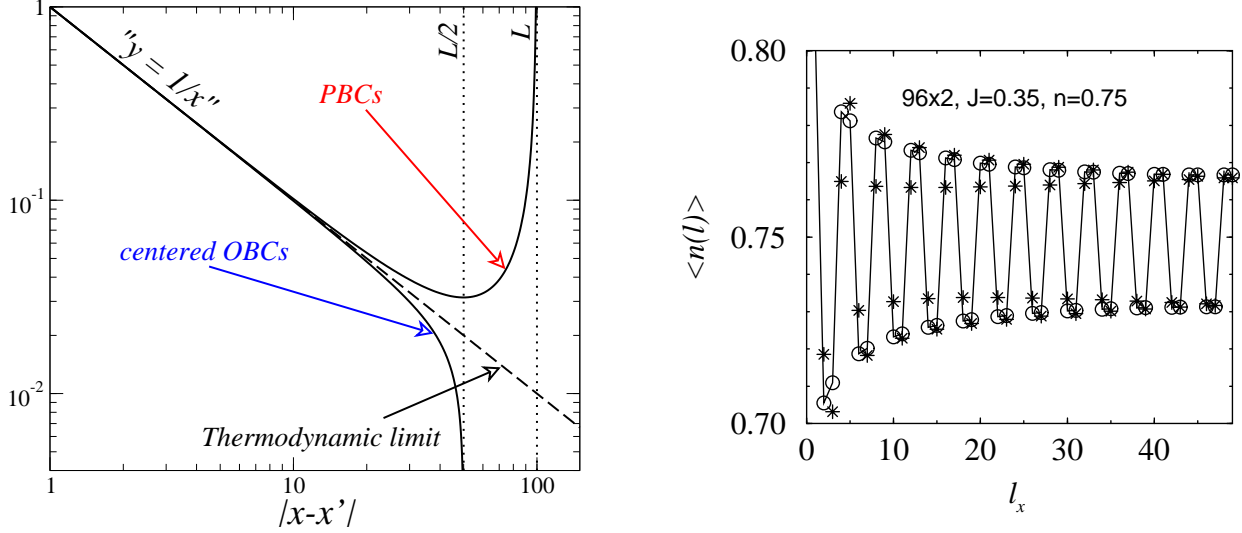 1
10^{-1}
10^{-2}
"y = 1/x"
L/2
L
PBCs
centered OBCs
Thermodynamic limit
1
10
100
|x-x'|
0.80
0.75
0.70
<n(l)>
96x2, J=0.35, n=0.75
0
10
20
30
40
l_x